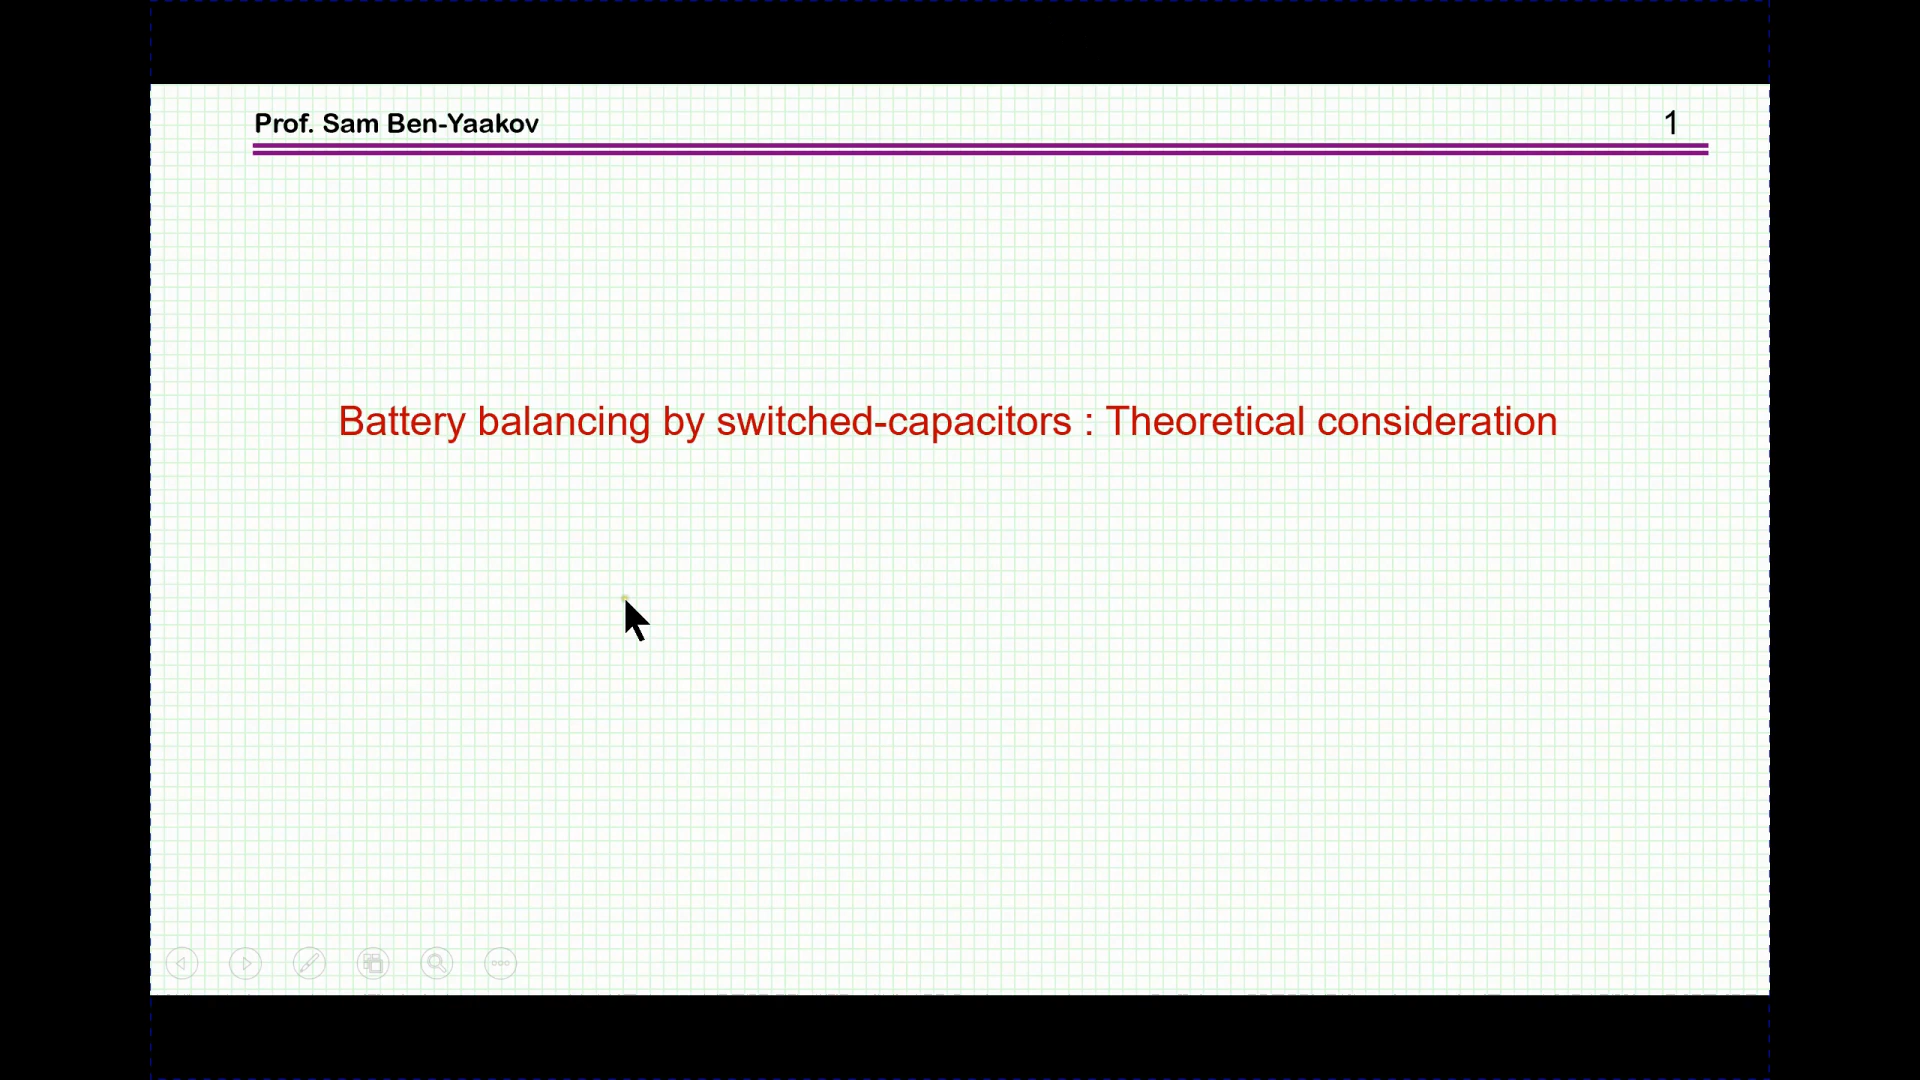 Prof. Sam Ben-Yaakov
1
Battery balancing by switched-capacitors : Theoretical consideration